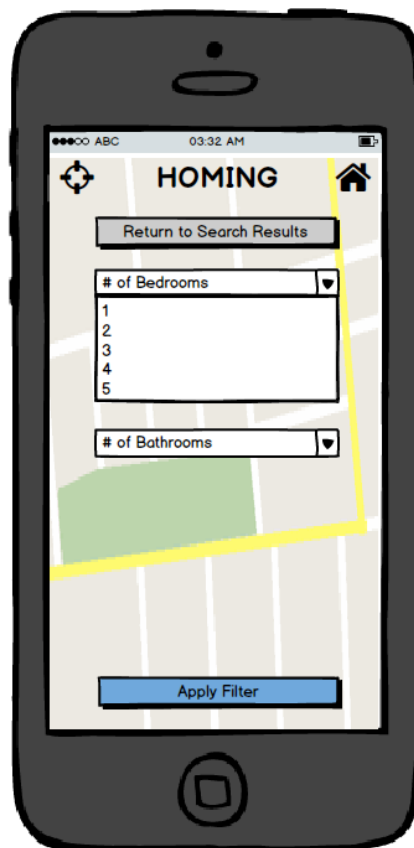 ABC 03:32 AM
HOMING
Return to Search Results
# of Bedrooms
1
2
3
4
5
# of Bathrooms
Apply Filter